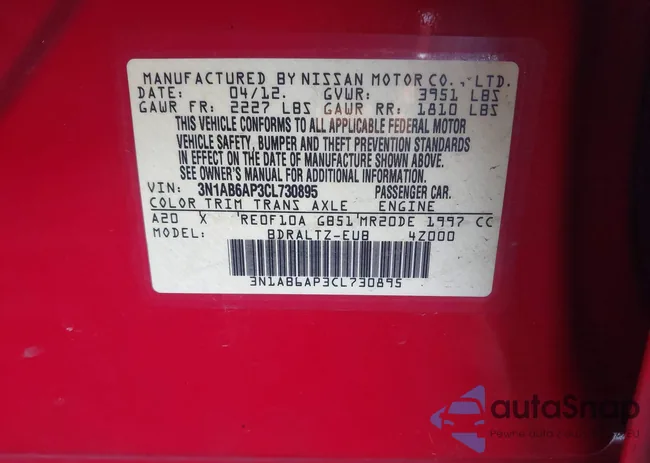 MANUFACTURED BY NISSAN MOTOR CO., LTD.
DATE: 04/12. GVWR: 3951 LBS
GAWR FR: 2227 LBS GAWR RR: 1810 LBS
THIS VEHICLE CONFORMS TO ALL APPLICABLE FEDERAL MOTOR
VEHICLE SAFETY, BUMPER AND THEFT PREVENTION STANDARDS
IN EFFECT ON THE DATE OF MANUFACTURE SHOWN ABOVE.
SEE OWNER'S MANUAL FOR ADDITIONAL INFORMATION.
VIN: 3N1AB6AP3CL730895 PASSENGER CAR.
COLOR TRIM TRANS AXLE ENGINE
A20 X RE0F10A GB51 MR20DE 1997 CC
MODEL: BDRALTZ-EUB 4Z000
3N1AB6AP3CL730895
autaSnap